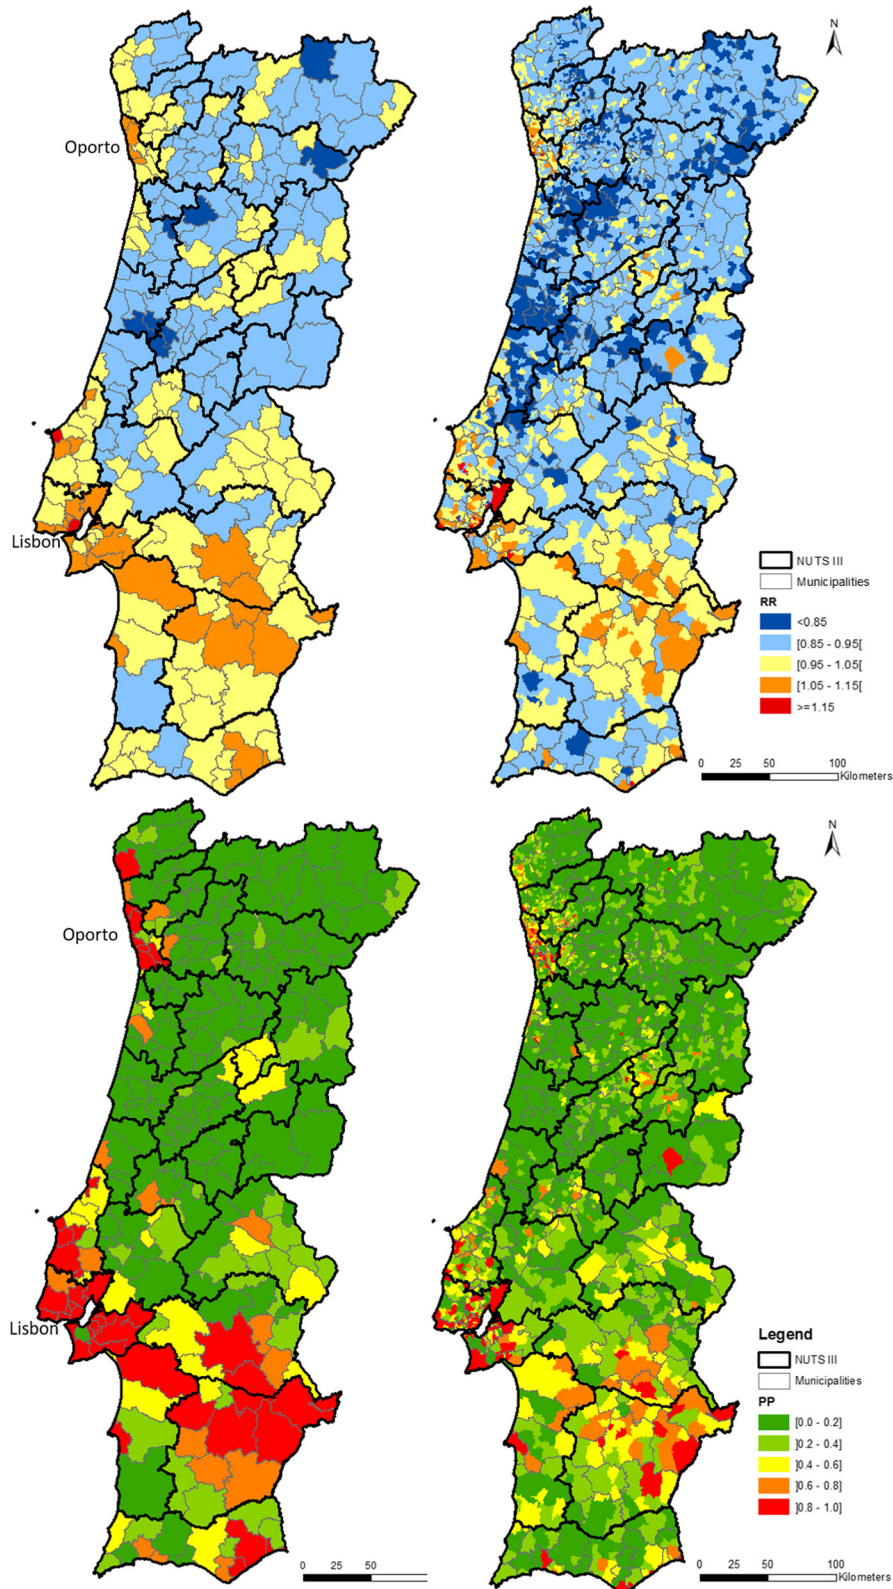 N
Oporto
Lisbon
NUTS III
Municipalities
RR
<0.85
[0.85 - 0.95[
[0.95 - 1.05[
[1.05 - 1.15[
>=1.15
0 25 50 100
Kilometers
N
Oporto
Lisbon
Legend
NUTS III
Municipalities
PP
[0.0 - 0.2]
]0.2 - 0.4]
]0.4 - 0.6]
]0.6 - 0.8]
]0.8 - 1.0]
0 25 50
0 25 50 100
Kilometers